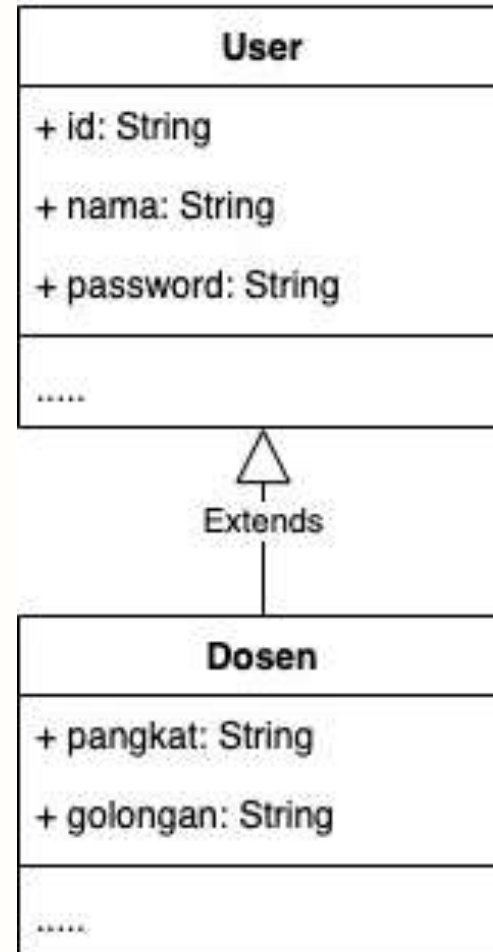 User
+ id: String
+ nama: String
+ password: String
.....
Extends
Dosen
+ pangkat: String
+ golongan: String
.....